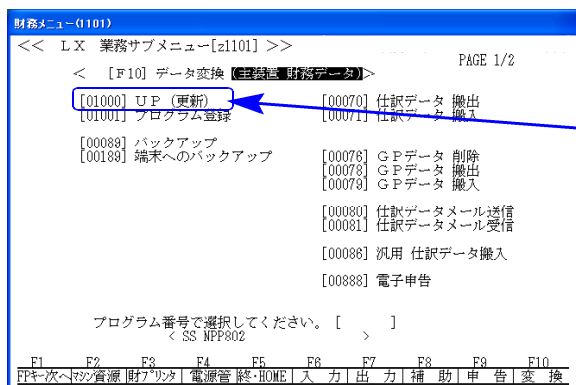 財務メニュー(1101)
<< LX 業務サブメニュー[z1101] >>
PAGE 1/2
< [F10] データ変換 (主装置 財務データ)>
[01000] UP (更新)
[01001] プログラム登録
[00089] バックアップ
[00189] 端末へのバックアップ
[00070] 仕訳データ 搬出
[00071] 仕訳データ 搬入
[00076] GPデータ 削除
[00078] GPデータ 搬出
[00079] GPデータ 搬入
[00080] 仕訳データメール送信
[00081] 仕訳データメール受信
[00086] 汎用 仕訳データ搬入
[00888] 電子申告
プログラム番号で選択してください。 [ ]
< SS NPP802 >
F1 F2 F3 F4 F5 F6 F7 F8 F9 F10
FPキー次へ マシン資源 財プリンタ 電源管 終・HOME 入 力 出 力 補 助 申 告 変 換